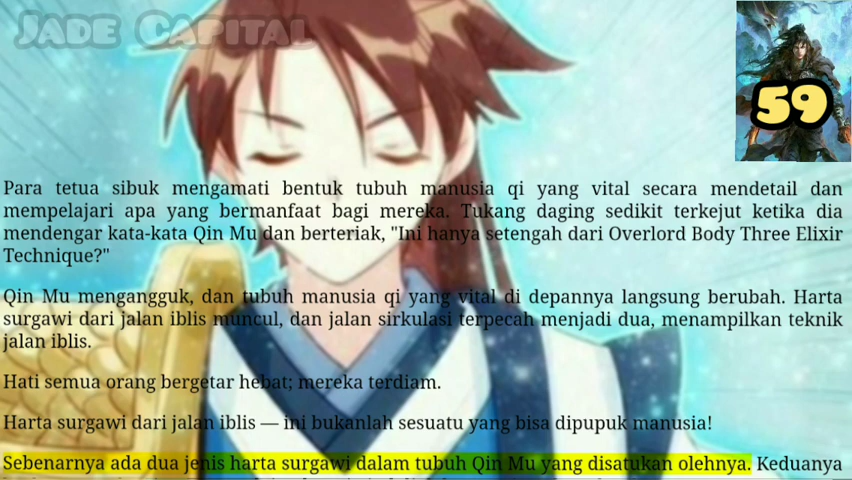 JADE CAPITAL
59
Para tetua sibuk mengamati bentuk tubuh manusia qi yang vital secara mendetail dan
mempelajari apa yang bermanfaat bagi mereka. Tukang daging sedikit terkejut ketika dia
mendengar kata-kata Qin Mu dan berteriak, "Ini hanya setengah dari Overlord Body Three Elixir
Technique?"
Qin Mu mengangguk, dan tubuh manusia qi yang vital di depannya langsung berubah. Harta
surgawi dari jalan iblis muncul, dan jalan sirkulasi terpecah menjadi dua, menampilkan teknik
jalan iblis.
Hati semua orang bergetar hebat; mereka terdiam.
Harta surgawi dari jalan iblis — ini bukanlah sesuatu yang bisa dipupuk manusia!
Sebenarnya ada dua jenis harta surgawi dalam tubuh Qin Mu yang disatukan olehnya. Keduanya